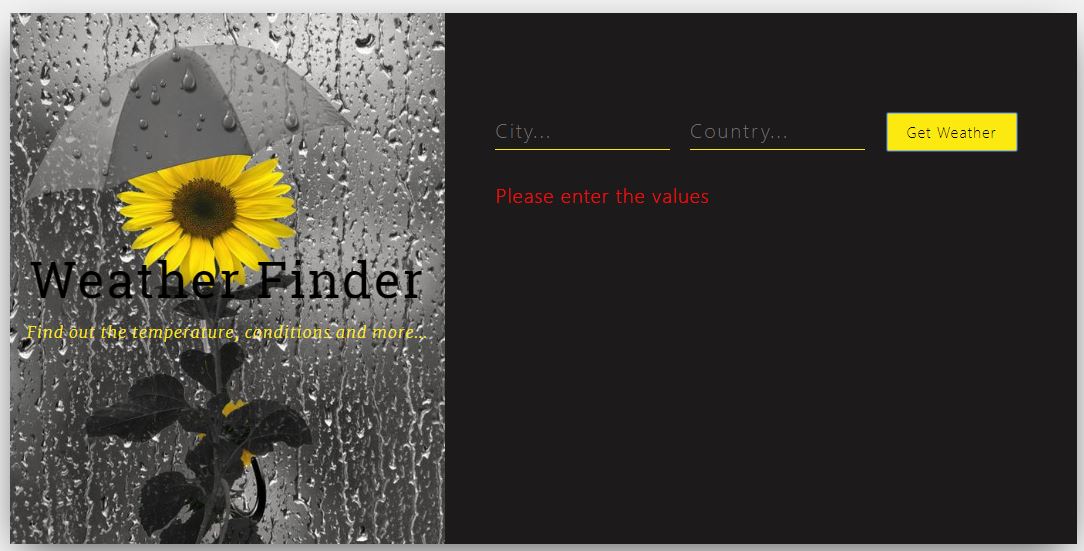 Weather Finder
Find out the temperature, conditions and more...
City... Country... Get Weather
Please enter the values